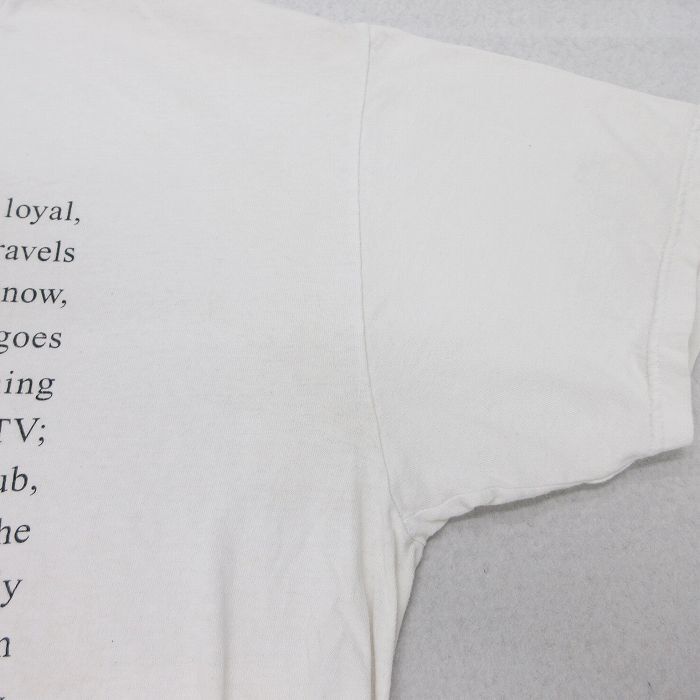 loyal,
ravels
now,
goes
ing
TV;
ub,
he
y
n